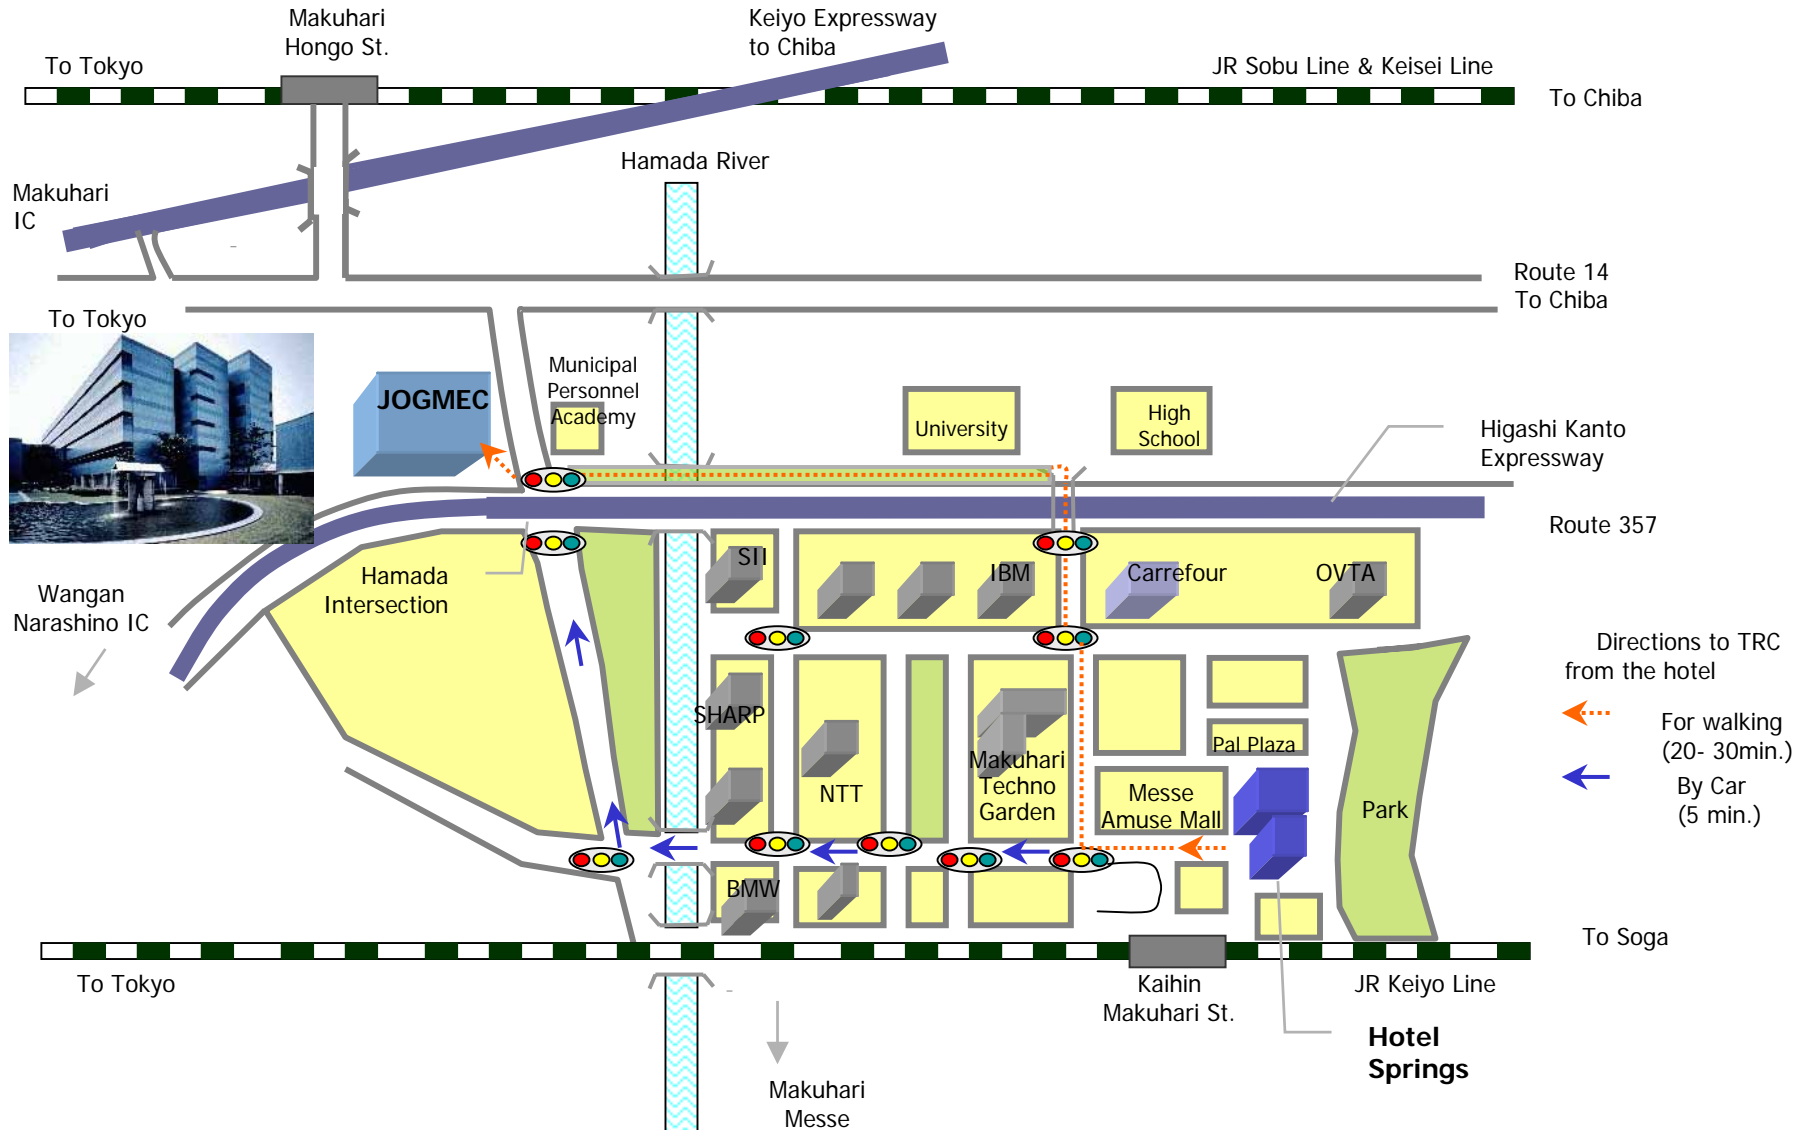 Makuhari
Hongo St.
Keiyo Expressway
to Chiba
To Tokyo
JR Sobu Line & Keisei Line
To Chiba
Hamada River
Makuhari
IC
Route 14
To Chiba
To Tokyo
Municipal
Personnel
Academy
JOGMEC
University
High
School
Higashi Kanto
Expressway
Route 357
SII
IBM
Carrefour
OVTA
Hamada
Intersection
Wangan
Narashino IC
Directions to TRC
from the hotel
For walking
(20- 30min.)
By Car
(5 min.)
SHARP
NTT
Makuhari
Techno
Garden
Pal Plaza
Messe
Amuse Mall
Park
BMW
To Soga
To Tokyo
Kaihin
Makuhari St.
JR Keiyo Line
Hotel
Springs
Makuhari
Messe